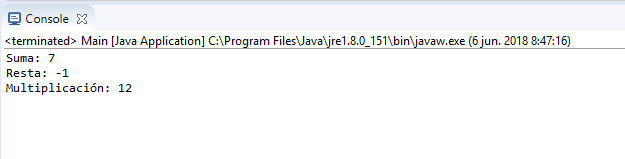 Console
<terminated> Main [Java Application] C:\Program Files\Java\jre1.8.0_151\bin\javaw.exe (6 jun. 2018 8:47:16)
Suma: 7
Resta: -1
Multiplicación: 12